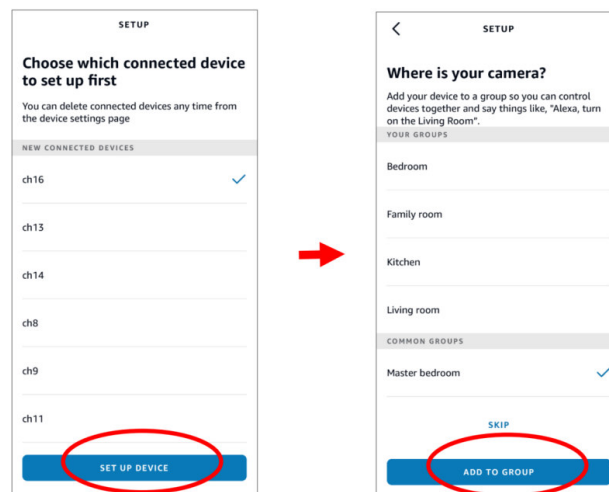 SETUP
Choose which connected device
to set up first
You can delete connected devices any time from
the device settings page
NEW CONNECTED DEVICES
ch16
ch13
ch14
ch8
ch9
ch11
SET UP DEVICE
SETUP
Where is your camera?
Add your device to a group so you can control
devices together and say things like, "Alexa, turn
on the Living Room".
YOUR GROUPS
Bedroom
Family room
Kitchen
Living room
COMMON GROUPS
Master bedroom
SKIP
ADD TO GROUP